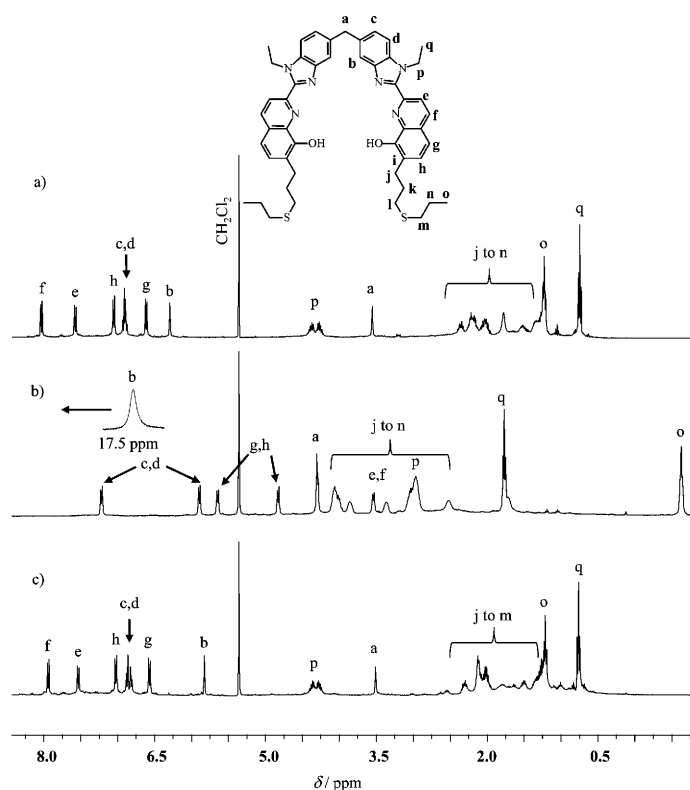 a c q
d
b N p
N N N N
e
N N f
OH HO g
i h
j
k
l n o
S S m
CH2Cl2
a)
f e h c,d g b p a j to n o q
b)
b
17.5 ppm
c,d g,h a j to n e,f p q o
c)
f e h c,d g b p a j to m o q
8.0 6.5 5.0 3.5 2.0 0.5
δ / ppm